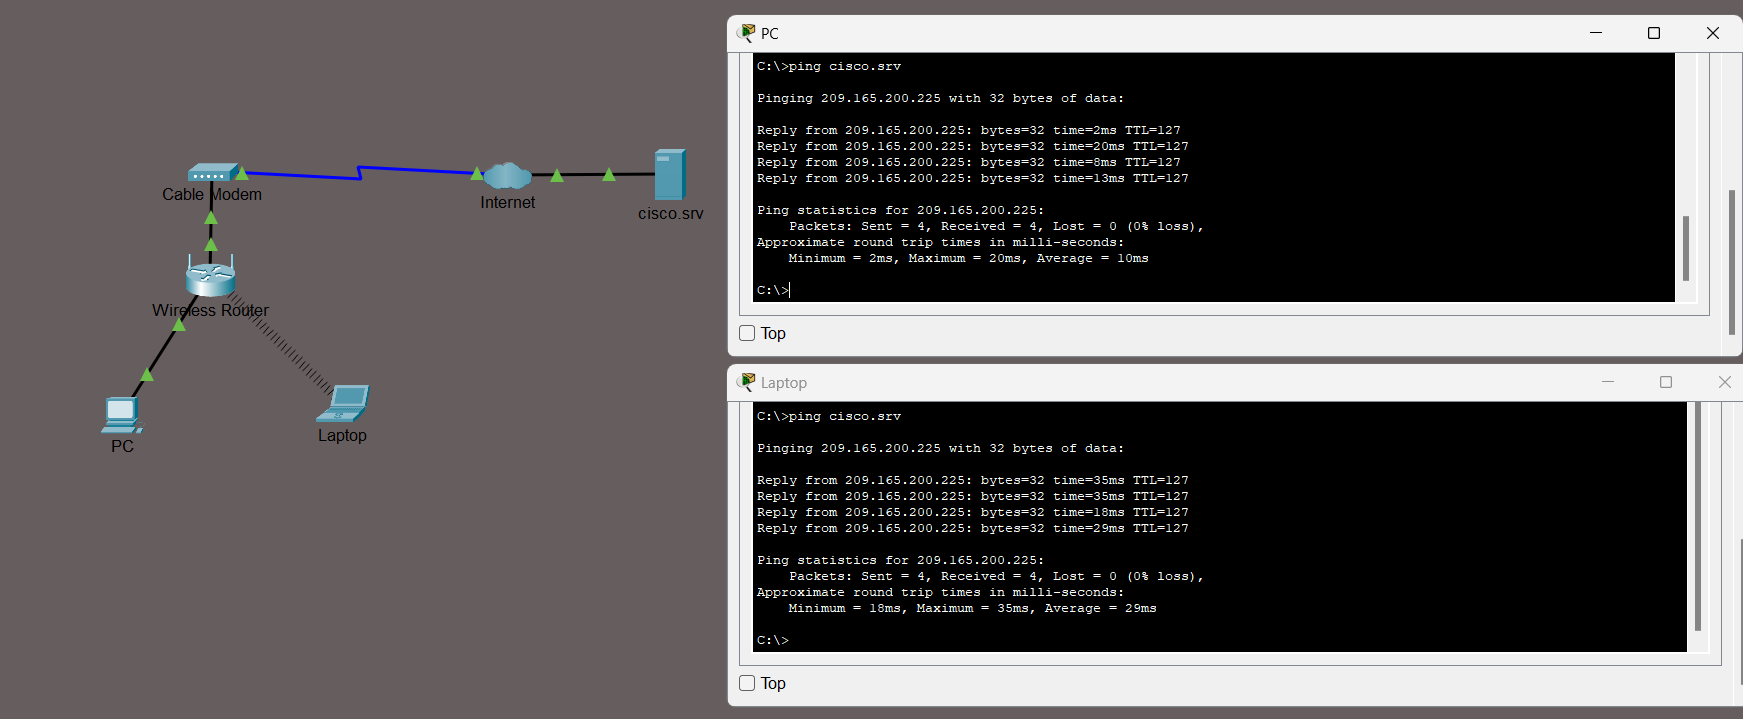 Cable Modem
Internet
cisco.srv
Wireless Router
PC
Laptop
PC
C:\>ping cisco.srv
Pinging 209.165.200.225 with 32 bytes of data:
Reply from 209.165.200.225: bytes=32 time=2ms TTL=127
Reply from 209.165.200.225: bytes=32 time=20ms TTL=127
Reply from 209.165.200.225: bytes=32 time=8ms TTL=127
Reply from 209.165.200.225: bytes=32 time=13ms TTL=127
Ping statistics for 209.165.200.225:
Packets: Sent = 4, Received = 4, Lost = 0 (0% loss),
Approximate round trip times in milli-seconds:
Minimum = 2ms, Maximum = 20ms, Average = 10ms
C:\>
Top
Laptop
C:\>ping cisco.srv
Pinging 209.165.200.225 with 32 bytes of data:
Reply from 209.165.200.225: bytes=32 time=35ms TTL=127
Reply from 209.165.200.225: bytes=32 time=35ms TTL=127
Reply from 209.165.200.225: bytes=32 time=18ms TTL=127
Reply from 209.165.200.225: bytes=32 time=29ms TTL=127
Ping statistics for 209.165.200.225:
Packets: Sent = 4, Received = 4, Lost = 0 (0% loss),
Approximate round trip times in milli-seconds:
Minimum = 18ms, Maximum = 35ms, Average = 29ms
C:\>
Top